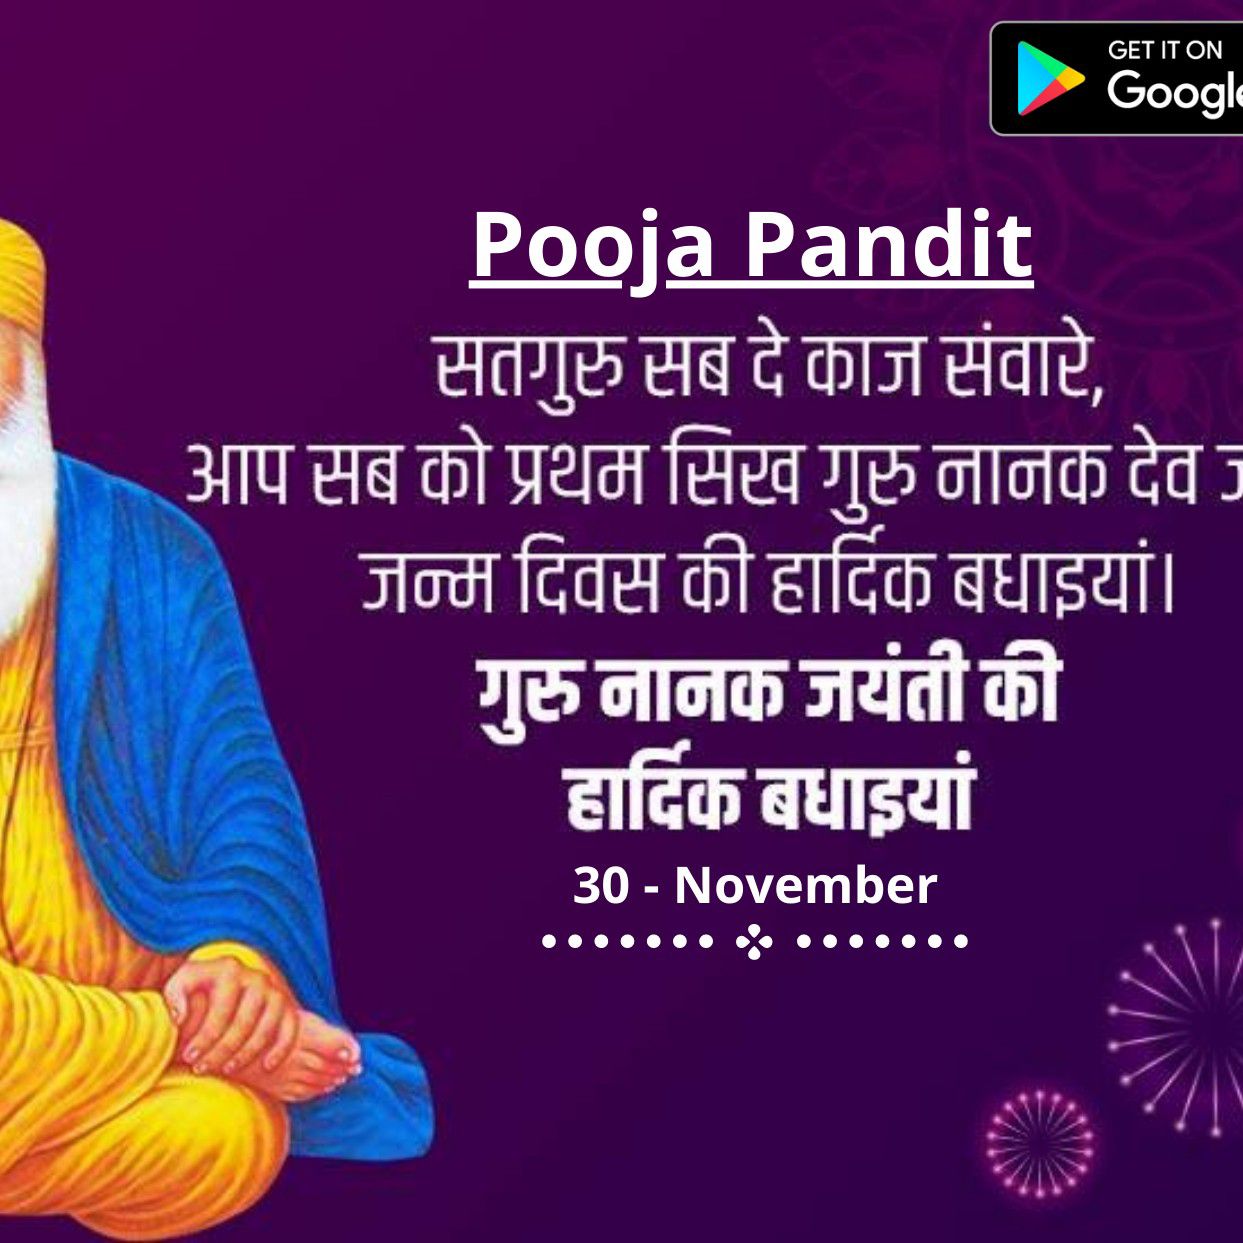 GET IT ON
Google
Pooja Pandit
सतगुरु सब दे काज संवारे,
आप सब को प्रथम सिख गुरु नानक देव
जन्म दिवस की हार्दिक बधाइयां।
गुरु नानक जयंती की
हार्दिक बधाइयां
30 - November